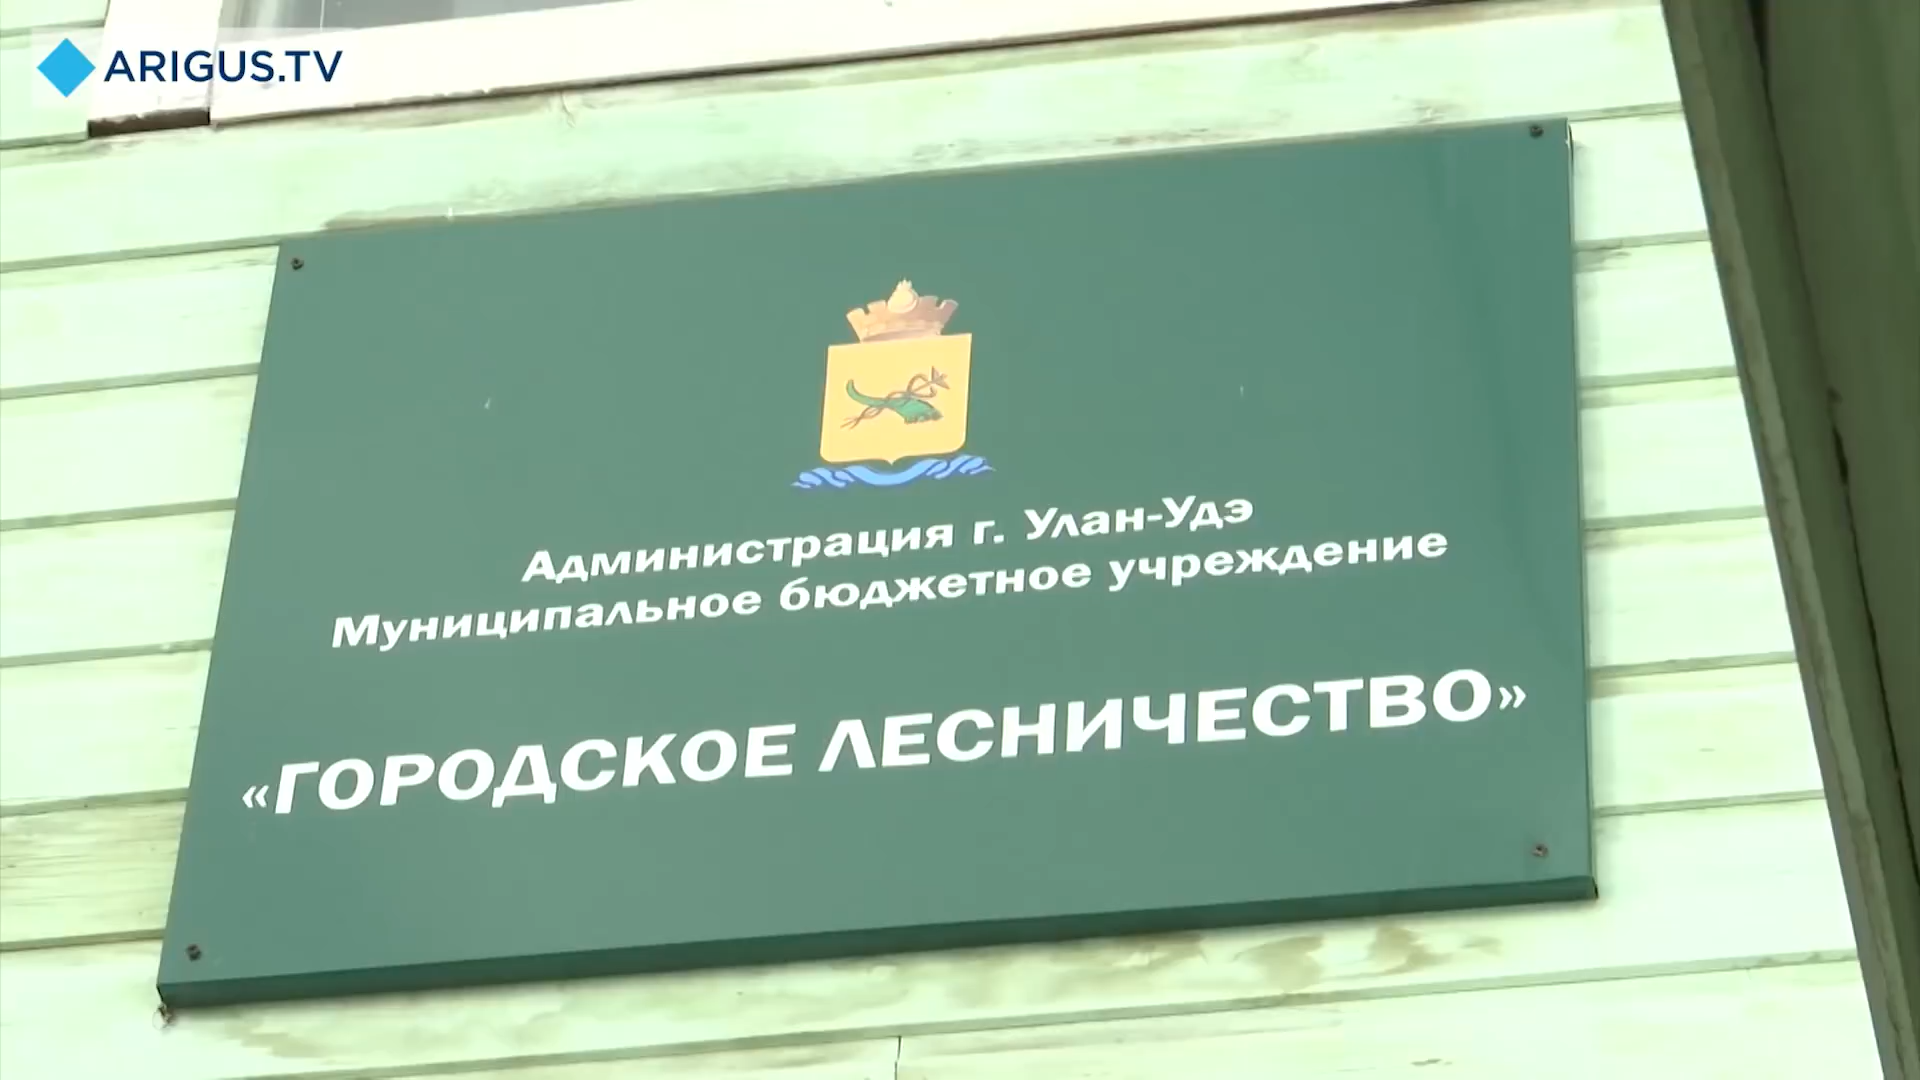 ARIGUS.TV
Администрация г. Улан-Удэ
Муниципальное бюджетное учреждение
«ГОРОДСКОЕ ЛЕСНИЧЕСТВО»